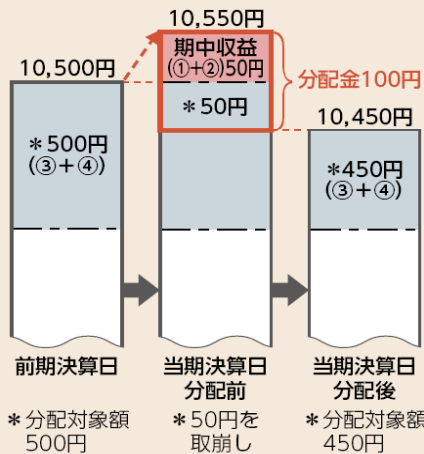 10,500円
＊500円
(③＋④)
前期決算日
＊分配対象額
500円
10,550円
期中収益
(①＋②)50円
＊50円
分配金100円
当期決算日
分配前
＊50円を
取崩し
10,450円
＊450円
(③＋④)
当期決算日
分配後
＊分配対象額
450円